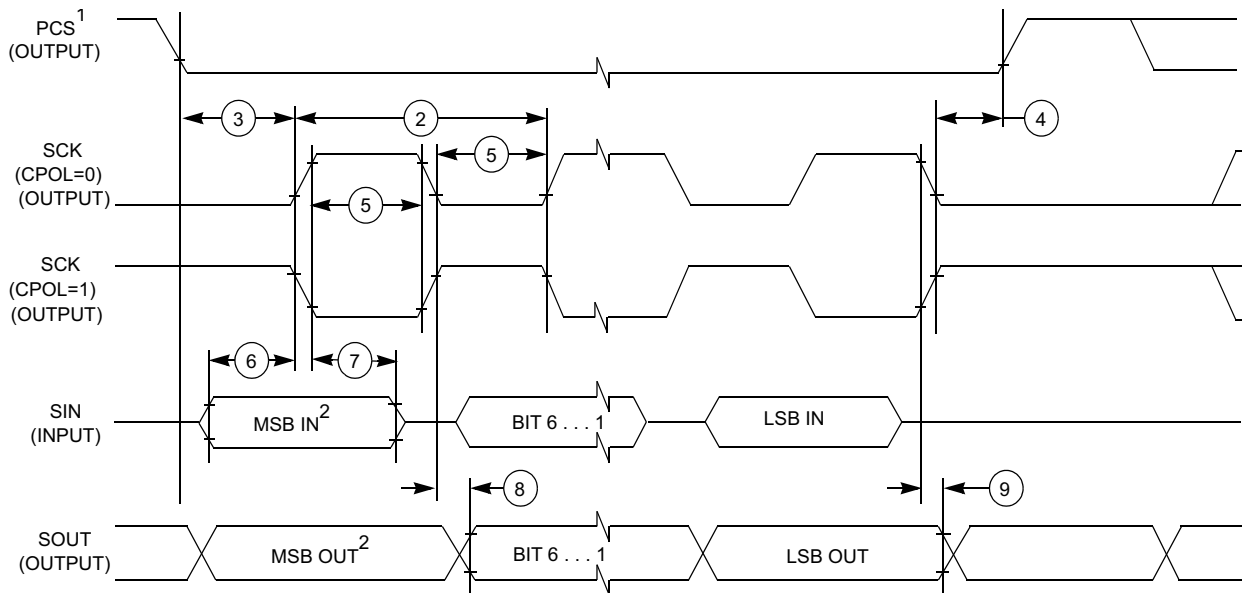 PCS1
(OUTPUT)
3
2
4
SCK
(CPOL=0)
(OUTPUT)
5
5
SCK
(CPOL=1)
(OUTPUT)
6
7
SIN
(INPUT)
MSB IN2
BIT 6 . . . 1
LSB IN
8
9
SOUT
(OUTPUT)
MSB OUT2
BIT 6 . . . 1
LSB OUT